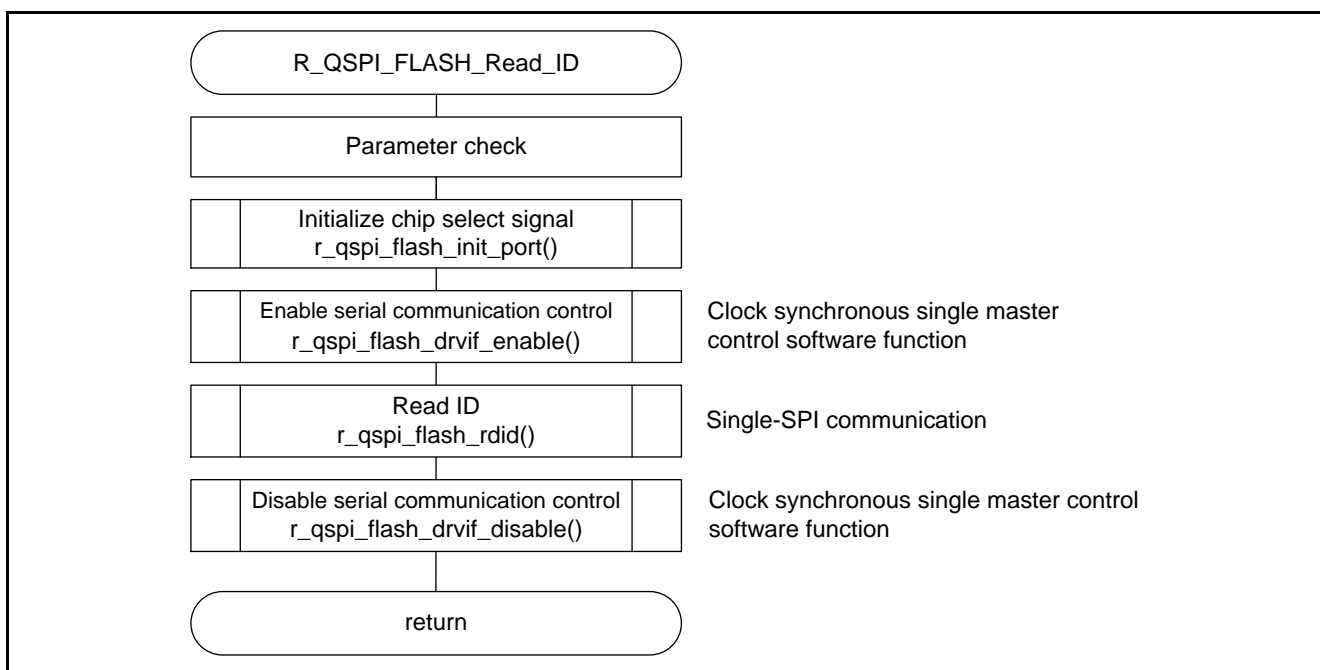 R_QSPI_FLASH_Read_ID
Parameter check
Initialize chip select signal
r_qspi_flash_init_port()
Enable serial communication control
r_qspi_flash_drvif_enable()
Clock synchronous single master
control software function
Read ID
r_qspi_flash_rdid()
Single-SPI communication
Disable serial communication control
r_qspi_flash_drvif_disable()
Clock synchronous single master control
software function
return